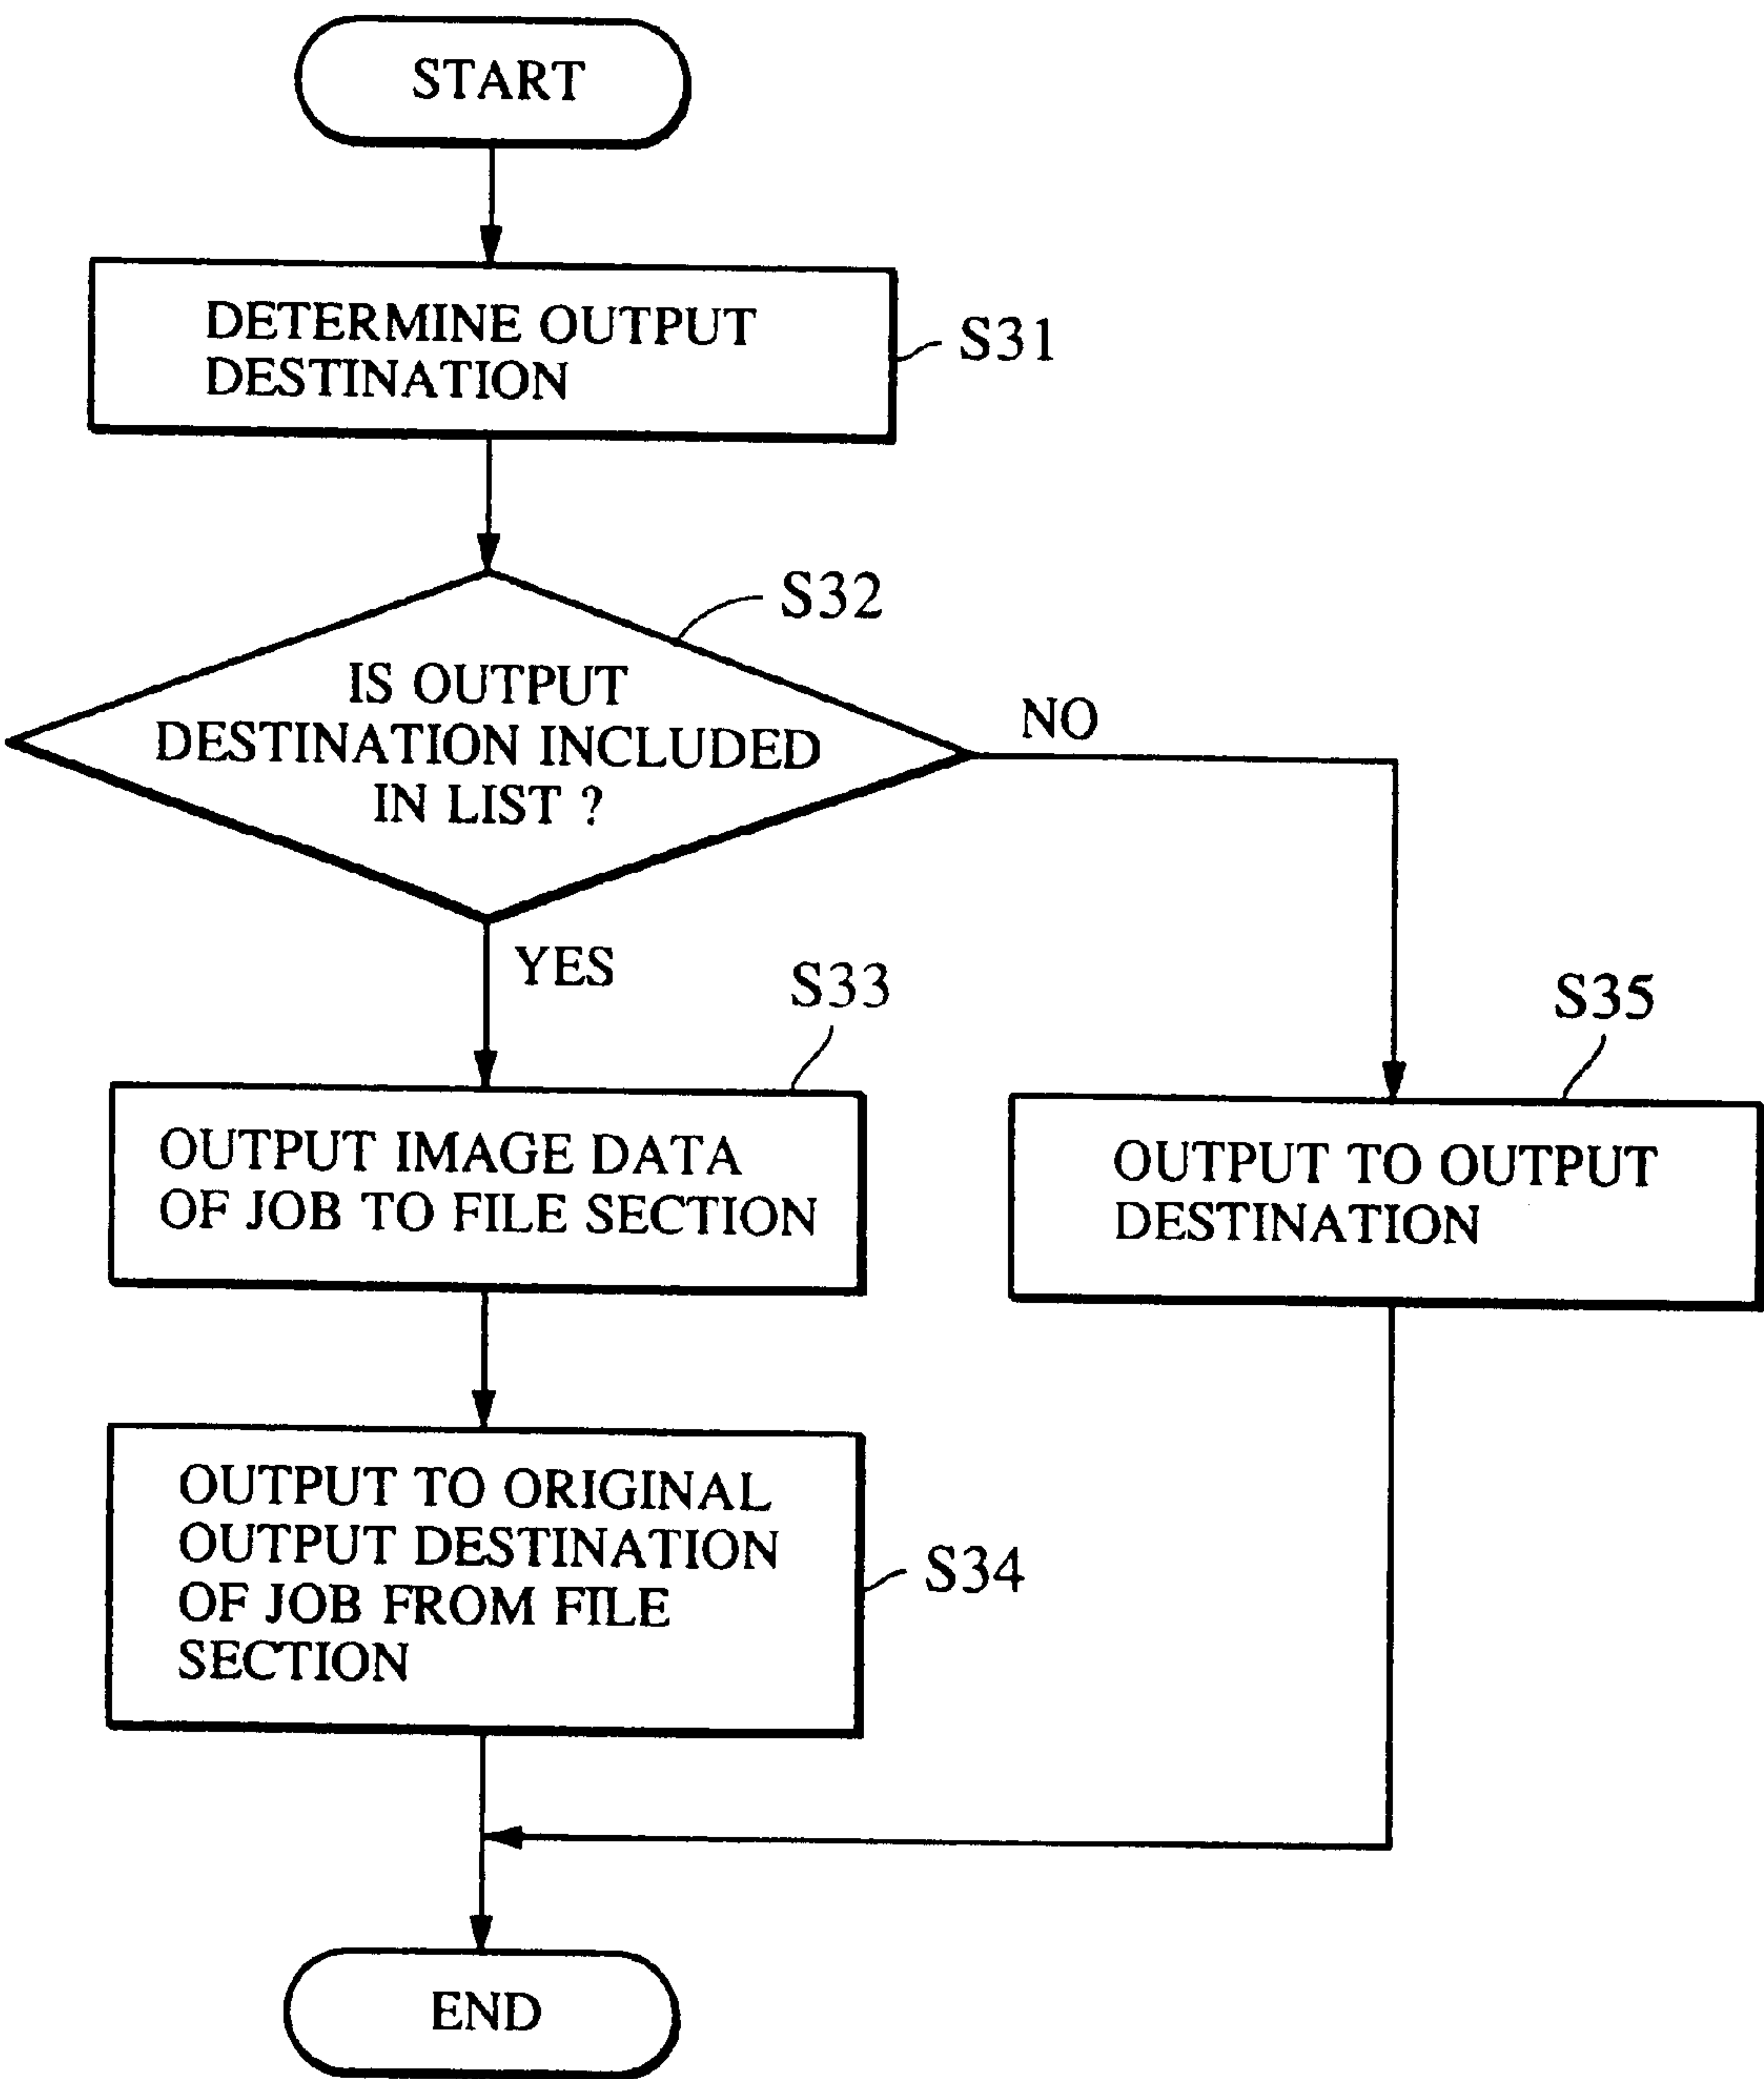 START
DETERMINE OUTPUT
DESTINATION
S31
S32
IS OUTPUT
DESTINATION INCLUDED
IN LIST ?
NO
YES
S33
OUTPUT IMAGE DATA
OF JOB TO FILE SECTION
S35
OUTPUT TO OUTPUT
DESTINATION
OUTPUT TO ORIGINAL
OUTPUT DESTINATION
OF JOB FROM FILE
SECTION
S34
END